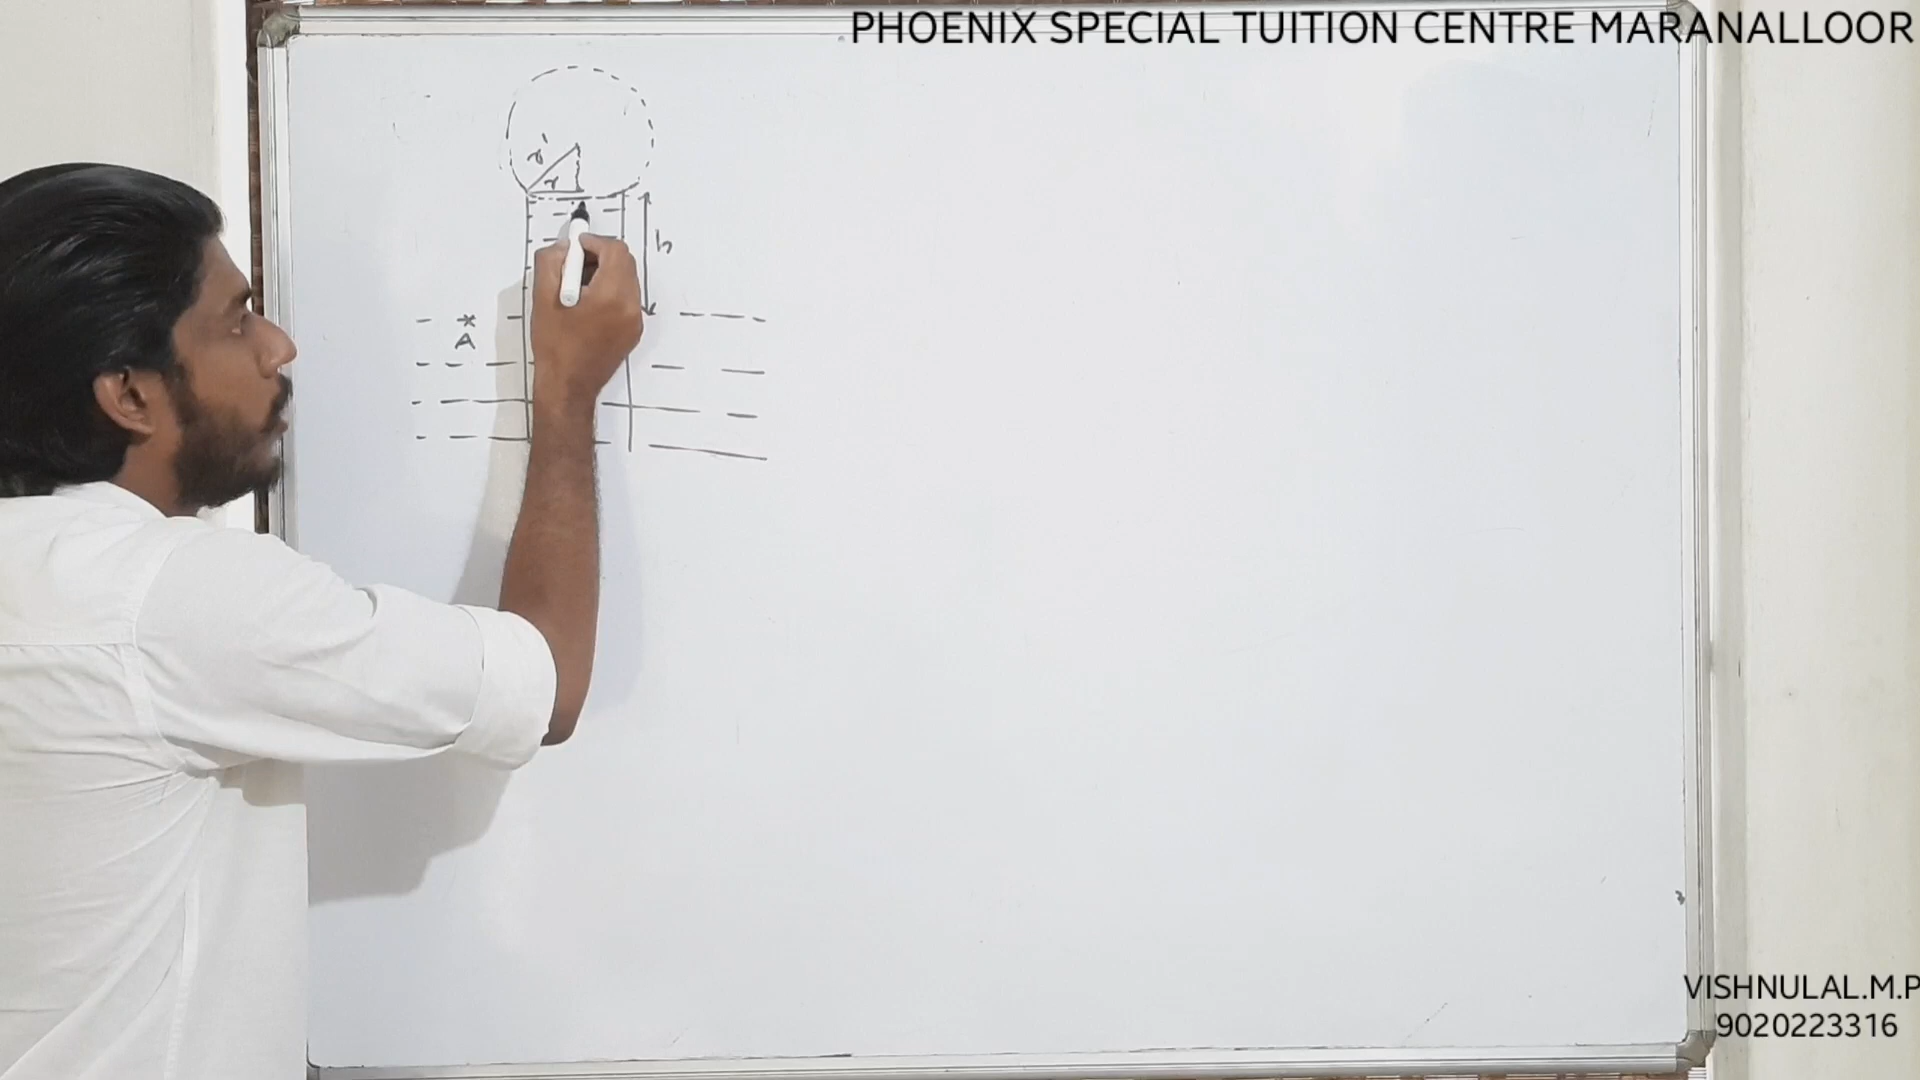 PHOENIX SPECIAL TUITION CENTRE MARANALLOOR
r'
r
h
A
VISHNULAL.M.P
9020223316